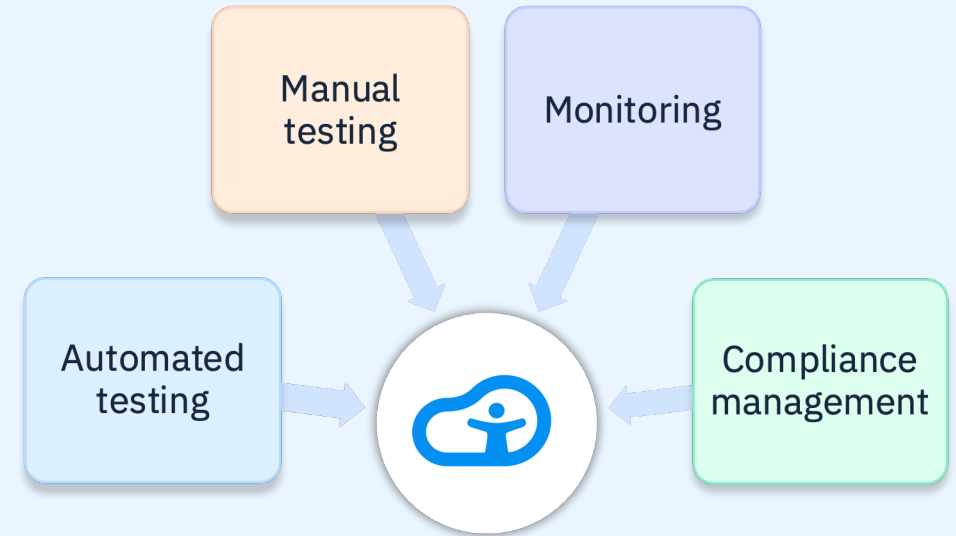 Manual
testing
Monitoring
Automated
testing
Compliance
management